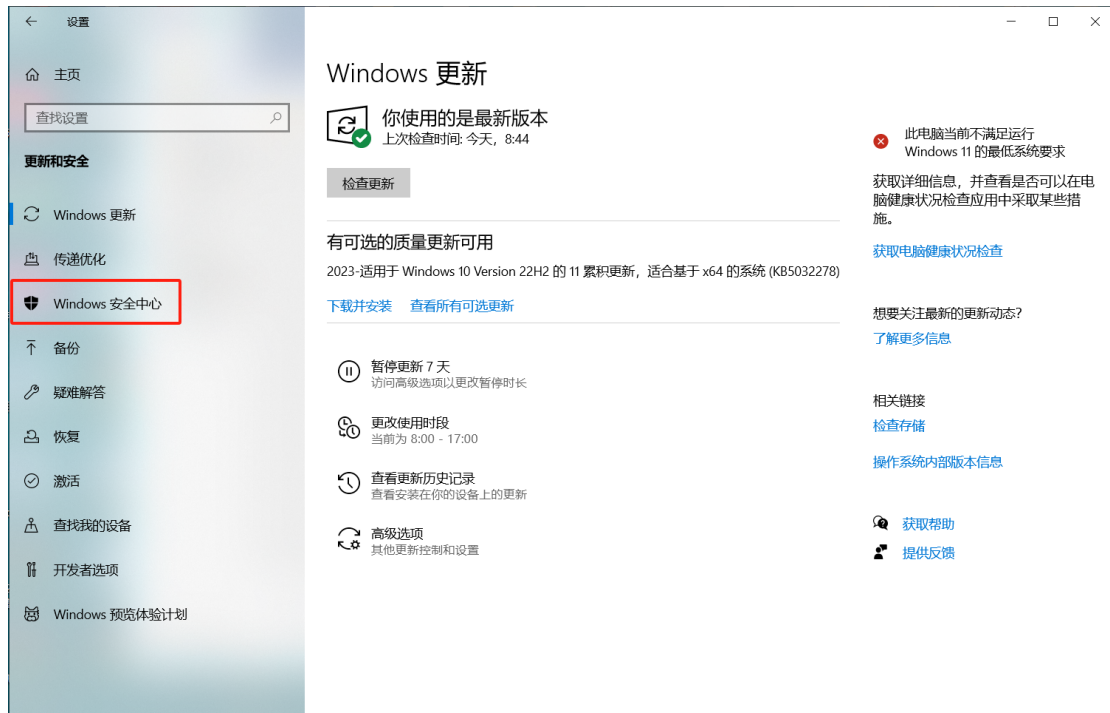 设置
主页
查找设置
更新和安全
Windows 更新
传递优化
Windows 安全中心
备份
疑难解答
恢复
激活
查找我的设备
开发者选项
Windows 预览体验计划
Windows 更新
你使用的是最新版本
上次检查时间: 今天，8:44
检查更新
有可选的质量更新可用
2023-适用于 Windows 10 Version 22H2 的 11 累积更新，适合基于 x64 的系统 (KB5032278)
下载并安装 查看所有可选更新
暂停更新 7 天
访问高级选项以更改暂停时长
更改使用时段
当前为 8:00 - 17:00
查看更新历史记录
查看安装在你的设备上的更新
高级选项
其他更新控制和设置
此电脑当前不满足运行
Windows 11 的最低系统要求
获取详细信息，并查看是否可以在电
脑健康状况检查应用中采取某些措
施。
获取电脑健康状况检查
想要关注最新的更新动态?
了解更多信息
相关链接
检查存储
操作系统内部版本信息
获取帮助
提供反馈